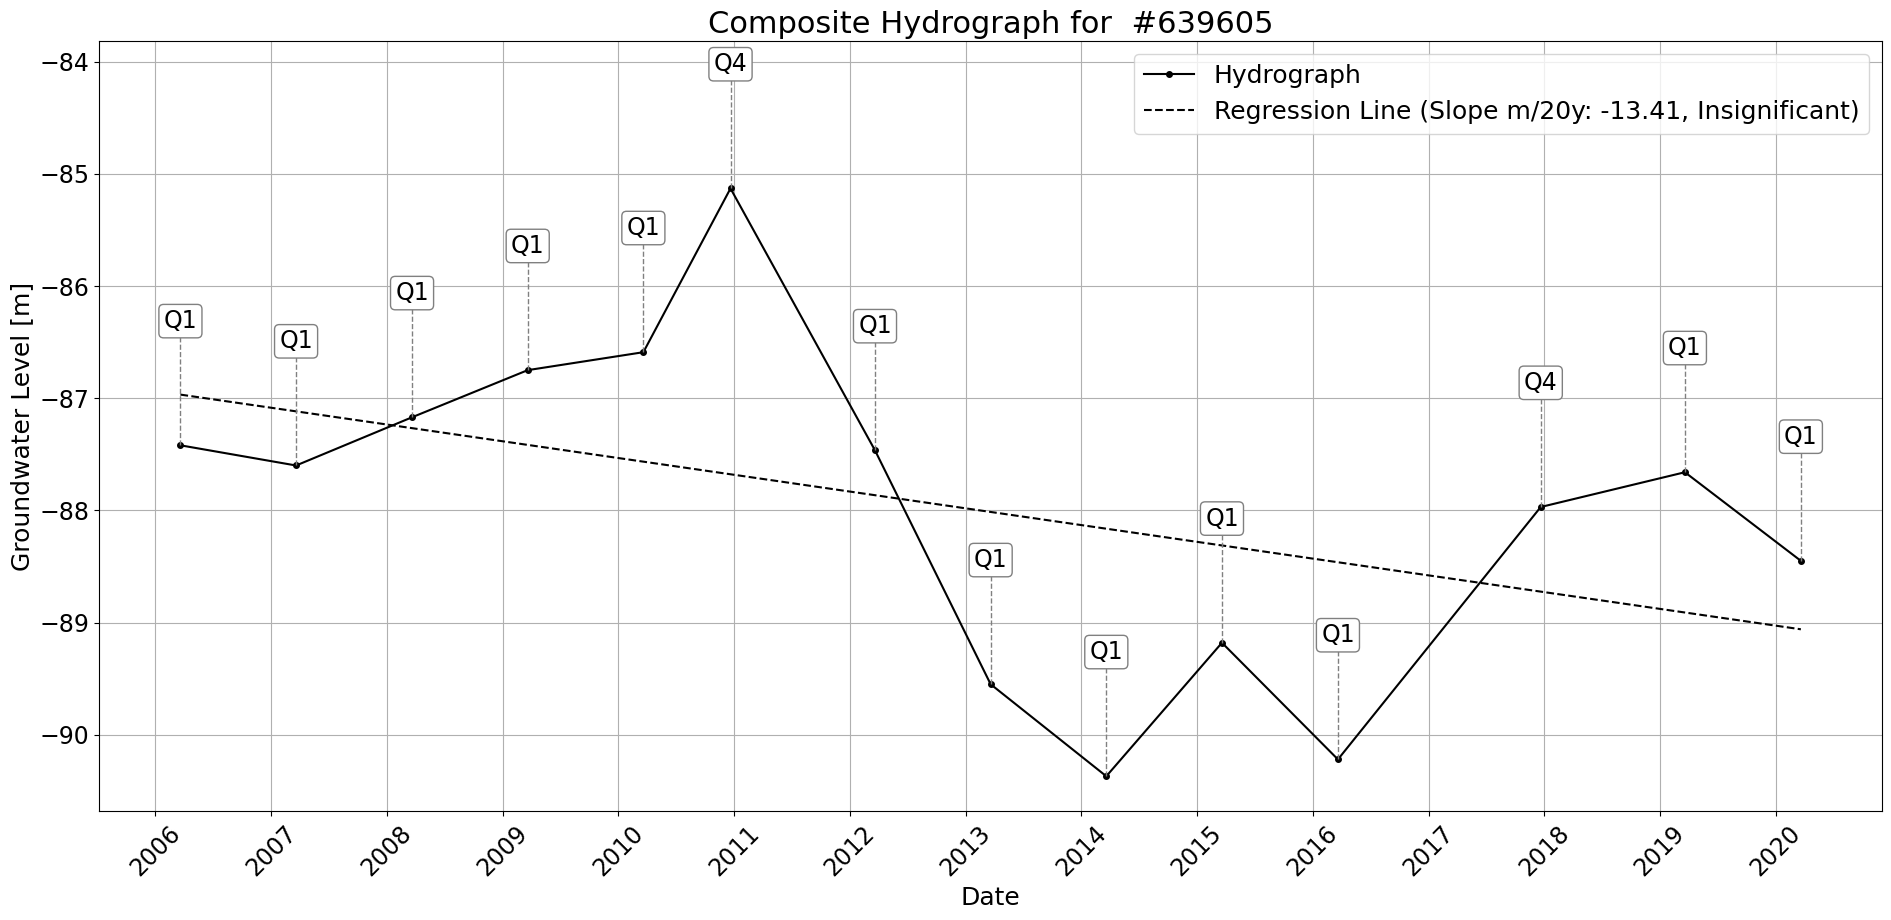 Composite Hydrograph for  #639605
Hydrograph
Regression Line (Slope m/20y: -13.41, Insignificant)
Groundwater Level [m]
−84
−85
−86
−87
−88
−89
−90
Q1
Q1
Q1
Q1
Q1
Q4
Q1
Q1
Q1
Q1
Q1
Q4
Q1
Q1
2006
2007
2008
2009
2010
2011
2012
2013
2014
2015
2016
2017
2018
2019
2020
Date